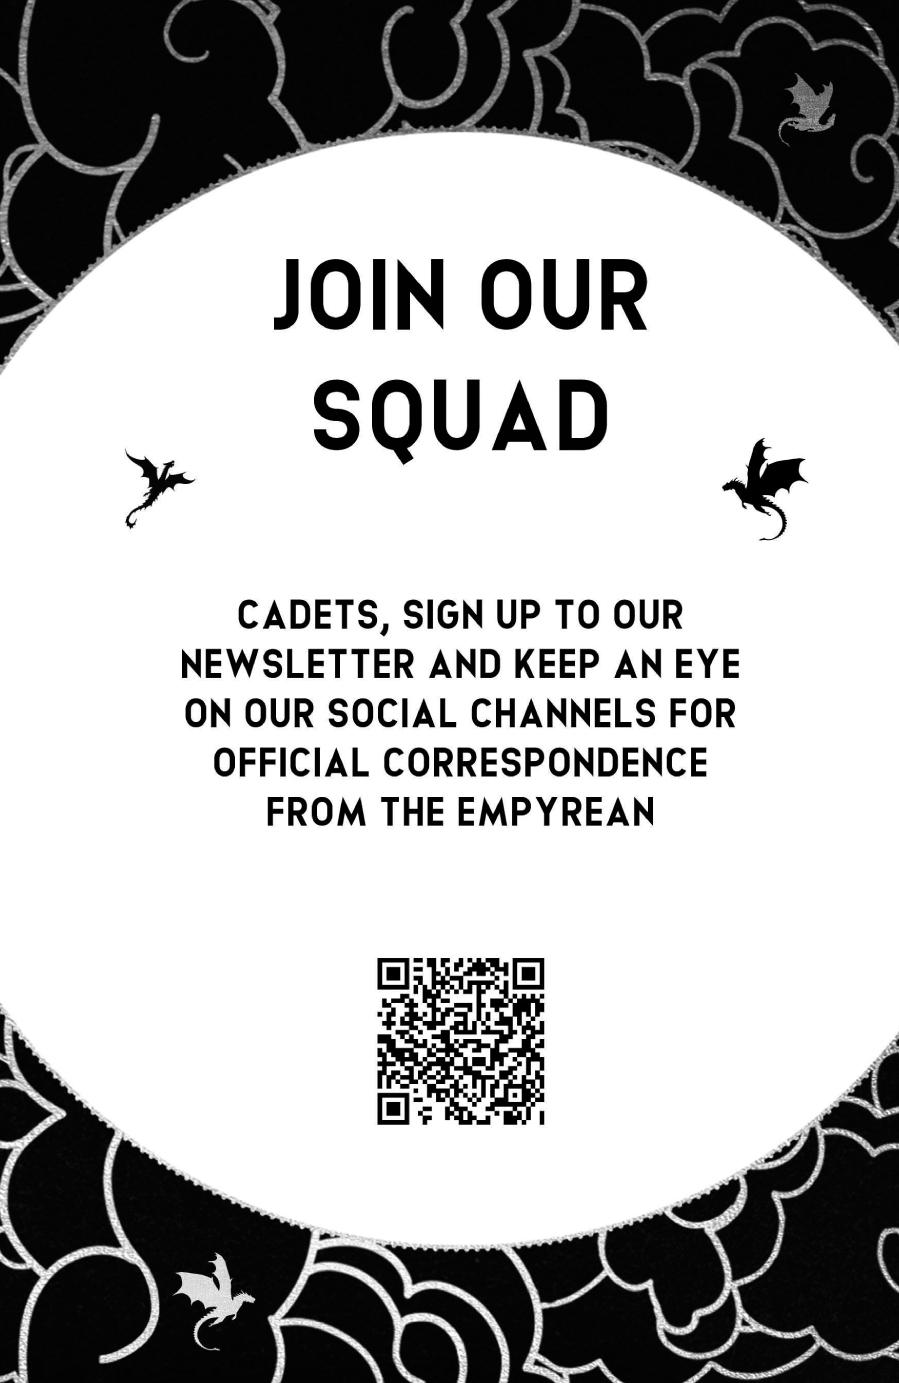 JOIN OUR
SQUAD
CADETS, SIGN UP TO OUR
NEWSLETTER AND KEEP AN EYE
ON OUR SOCIAL CHANNELS FOR
OFFICIAL CORRESPONDENCE
FROM THE EMPYREAN